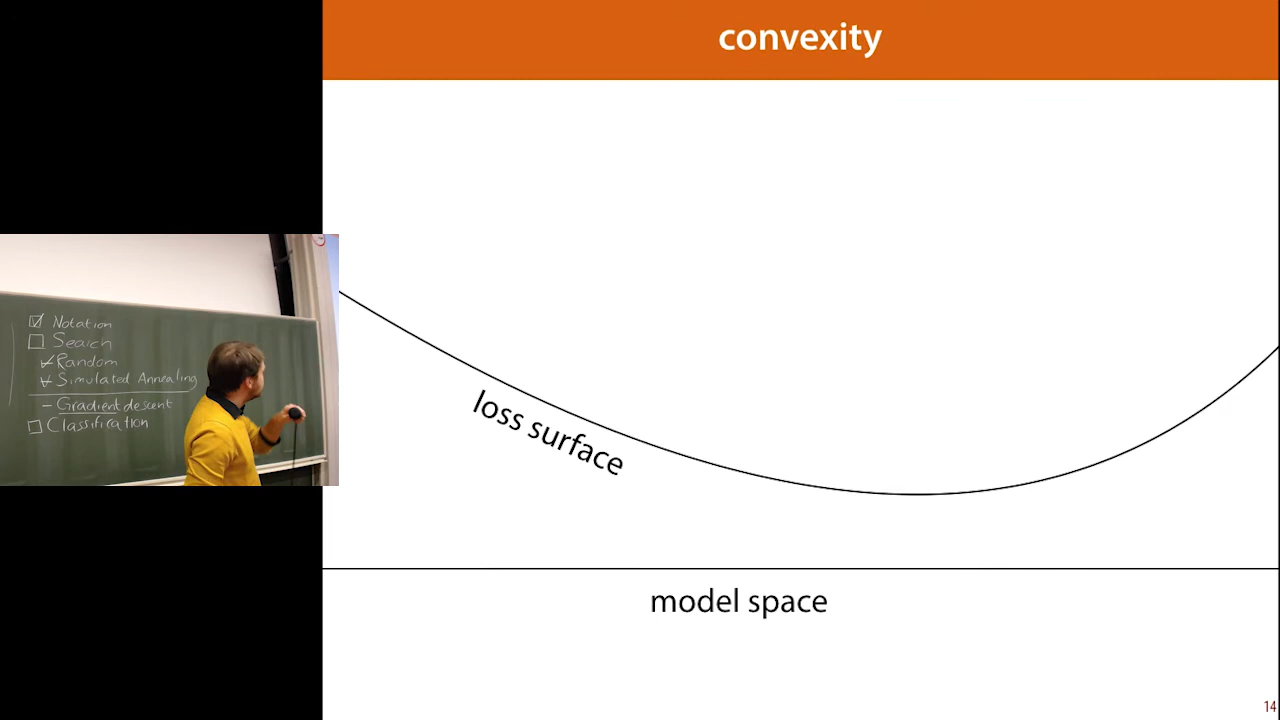 convexity
☑ Notation
☐ Search
✓ Random
✓ Simulated Annealing
- Gradient descent
☐ Classification
loss surface
model space
14